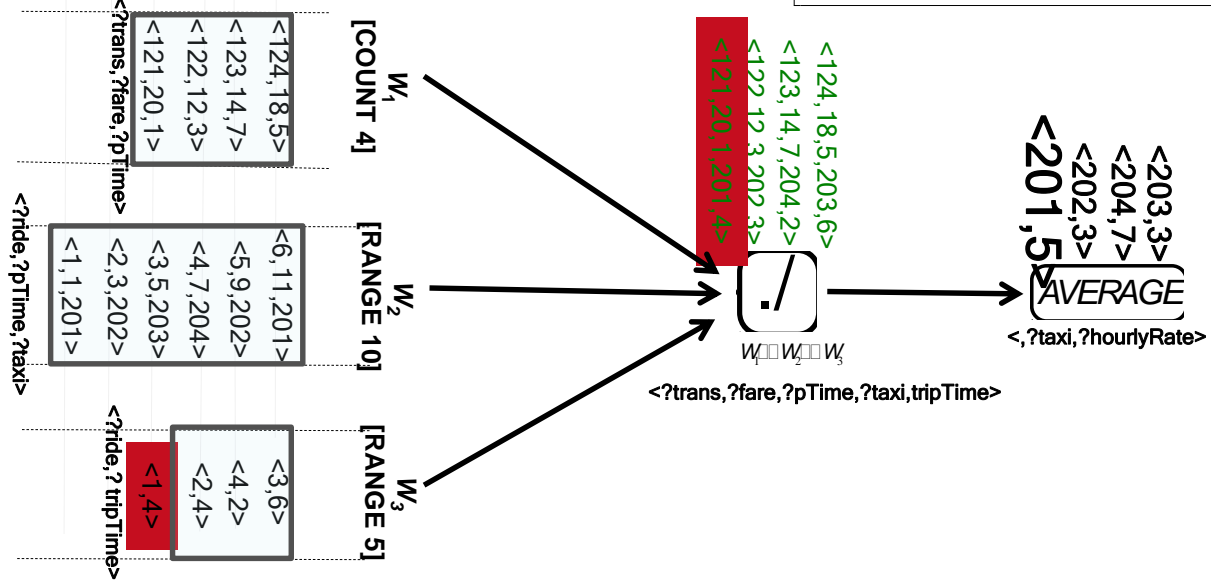 W1
[COUNT 4]
<124,18,5>
<123,14,7>
<122,12,3>
<121,20,1>
<?trans,?fare,?pTime>
W2
[RANGE 10]
<6,11,201>
<5,9,202>
<4,7,204>
<3,5,203>
<2,3,202>
<1,1,201>
<?ride,?pTime,?taxi>
W3
[RANGE 5]
<3,6>
<4,2>
<2,4>
<1,4>
<?ride,? tripTime>
<124,18,5,203,6>
<123,14,7,204,2>
<122,12,3,202,3>
<121,20,1,201,4>
./
W1□□W2□□W3
<?trans,?fare,?pTime,?taxi,tripTime>
<203,3>
<204,7>
<202,3>
<201,5>
AVERAGE
<,?taxi,?hourlyRate>